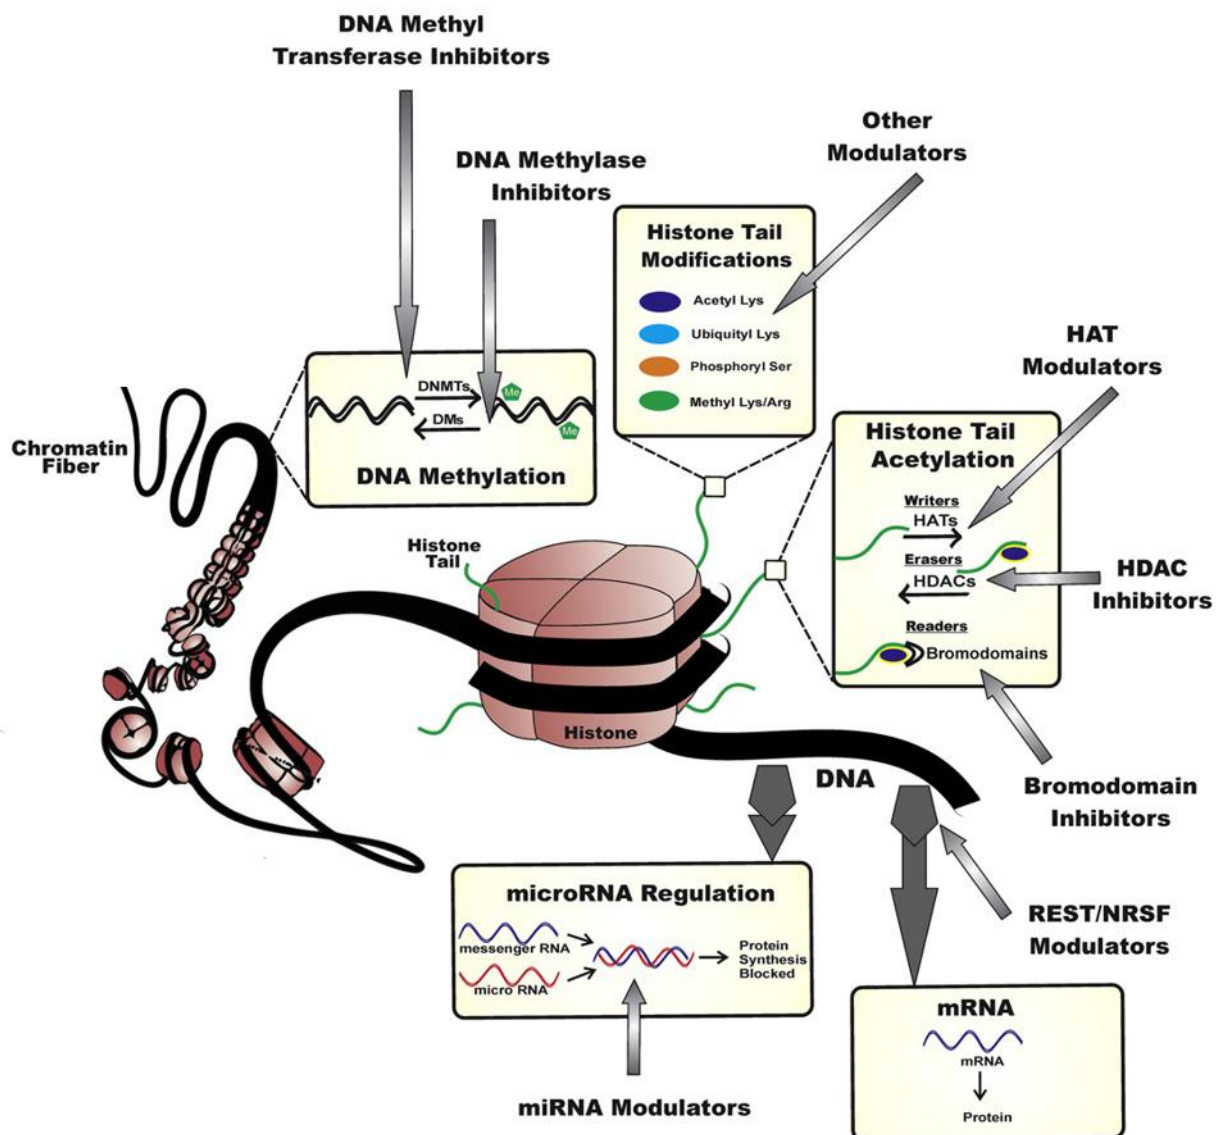 DNA Methyl
Transferase Inhibitors
DNA Methylase
Inhibitors
Other
Modulators
Histone Tail
Modifications
Acetyl Lys
Ubiquityl Lys
Phosphoryl Ser
Methyl Lys/Arg
HAT
Modulators
Chromatin
Fiber
DNMTs
Me
DMs
Me
DNA Methylation
Histone Tail
Acetylation
Writers
HATs
Erasers
HDACs
Readers
Bromodomains
HDAC
Inhibitors
Histone
Tail
Histone
DNA
Bromodomain
Inhibitors
microRNA Regulation
messenger RNA
micro RNA
Protein
Synthesis
Blocked
REST/NRSF
Modulators
mRNA
mRNA
Protein
miRNA Modulators